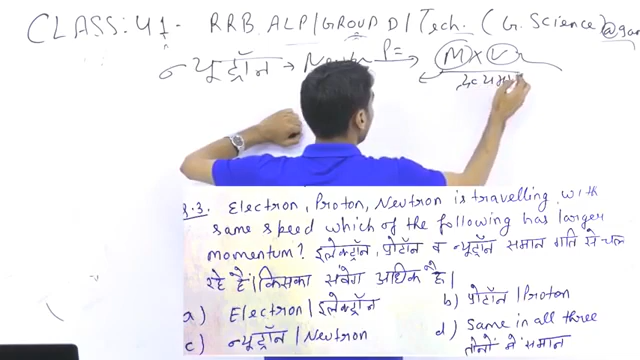 CLASS: 41- RRB ALP/GROUP D/Tech. (G. Science)
न्यूट्रॉन → P= → M×V
Q.3. Electron, Proton, Neutron is travelling with
same speed which of the following has larger
momentum? इलेक्ट्रॉन, प्रोटॉन व न्यूट्रॉन समान गति से चल
रहे हैं। किसका संवेग अधिक है।
a) Electron | इलेक्ट्रॉन
b) प्रोटॉन | Proton
c) न्यूट्रॉन | Neutron
d) Same in all three
तीनों में समान